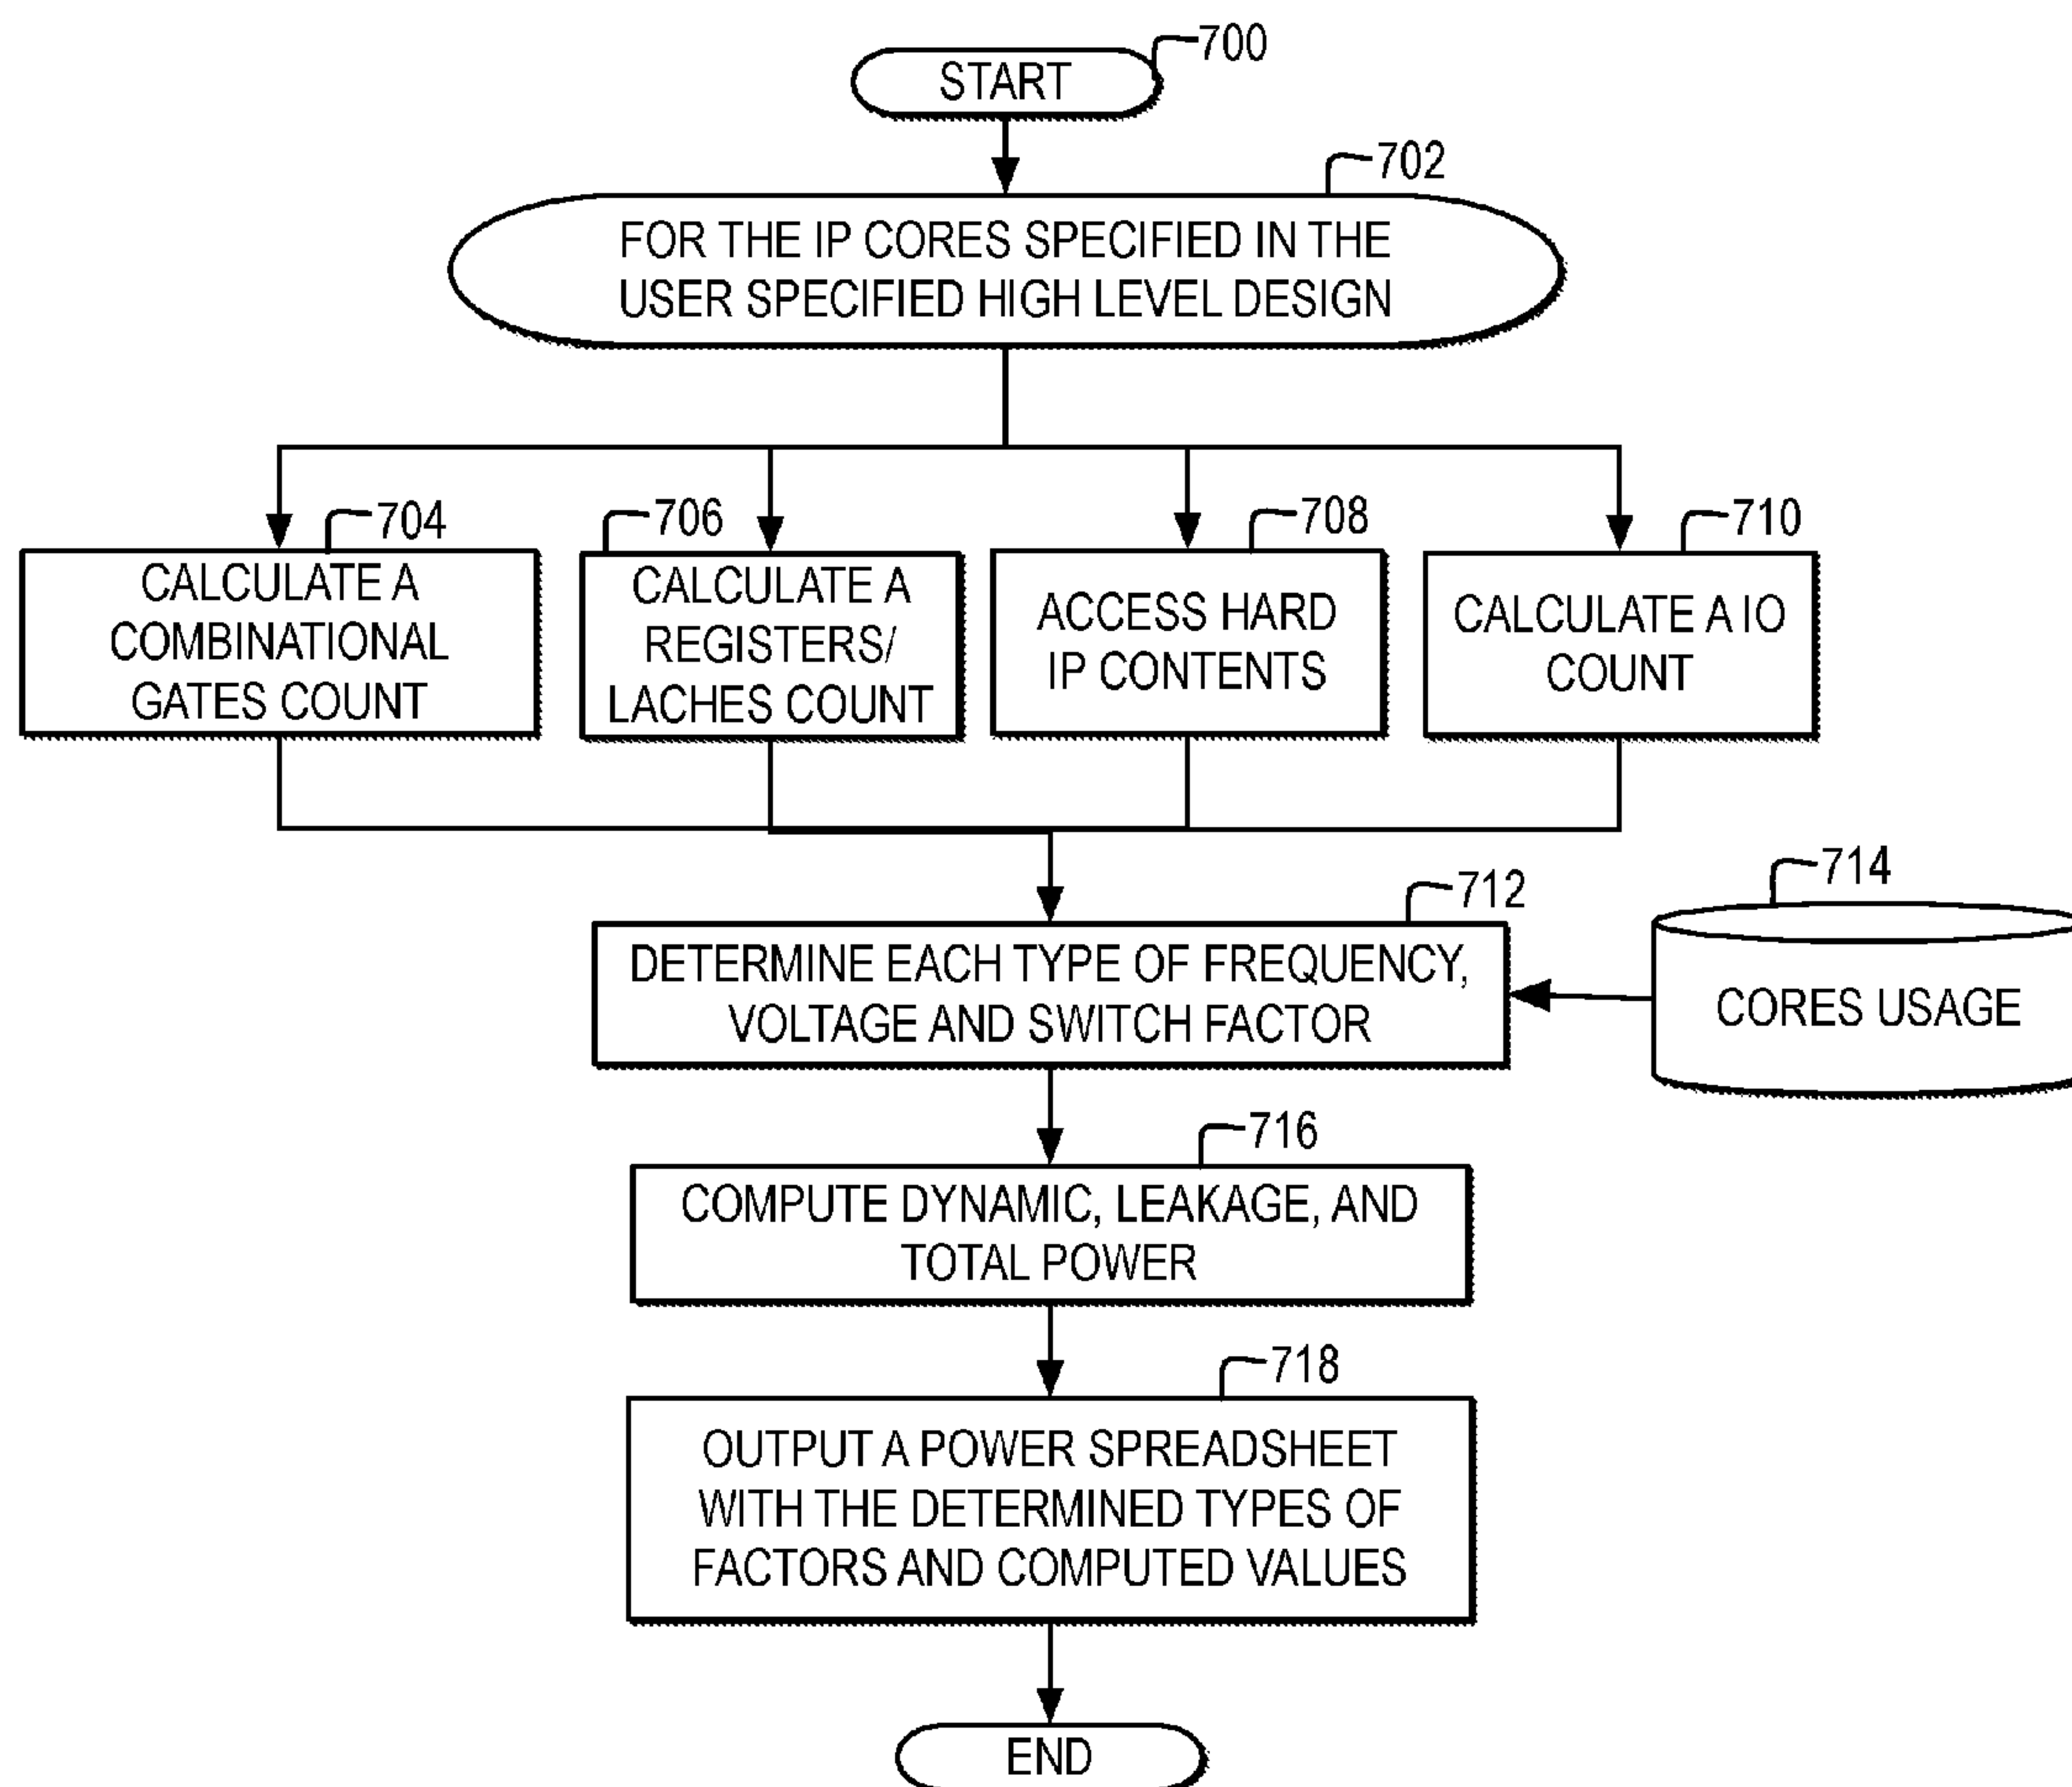 700
START
702
FOR THE IP CORES SPECIFIED IN THE
USER SPECIFIED HIGH LEVEL DESIGN
704
CALCULATE A
COMBINATIONAL
GATES COUNT
706
CALCULATE A
REGISTERS/
LACHES COUNT
708
ACCESS HARD
IP CONTENTS
710
CALCULATE A IO
COUNT
712
DETERMINE EACH TYPE OF FREQUENCY,
VOLTAGE AND SWITCH FACTOR
714
CORES USAGE
716
COMPUTE DYNAMIC, LEAKAGE, AND
TOTAL POWER
718
OUTPUT A POWER SPREADSHEET
WITH THE DETERMINED TYPES OF
FACTORS AND COMPUTED VALUES
END